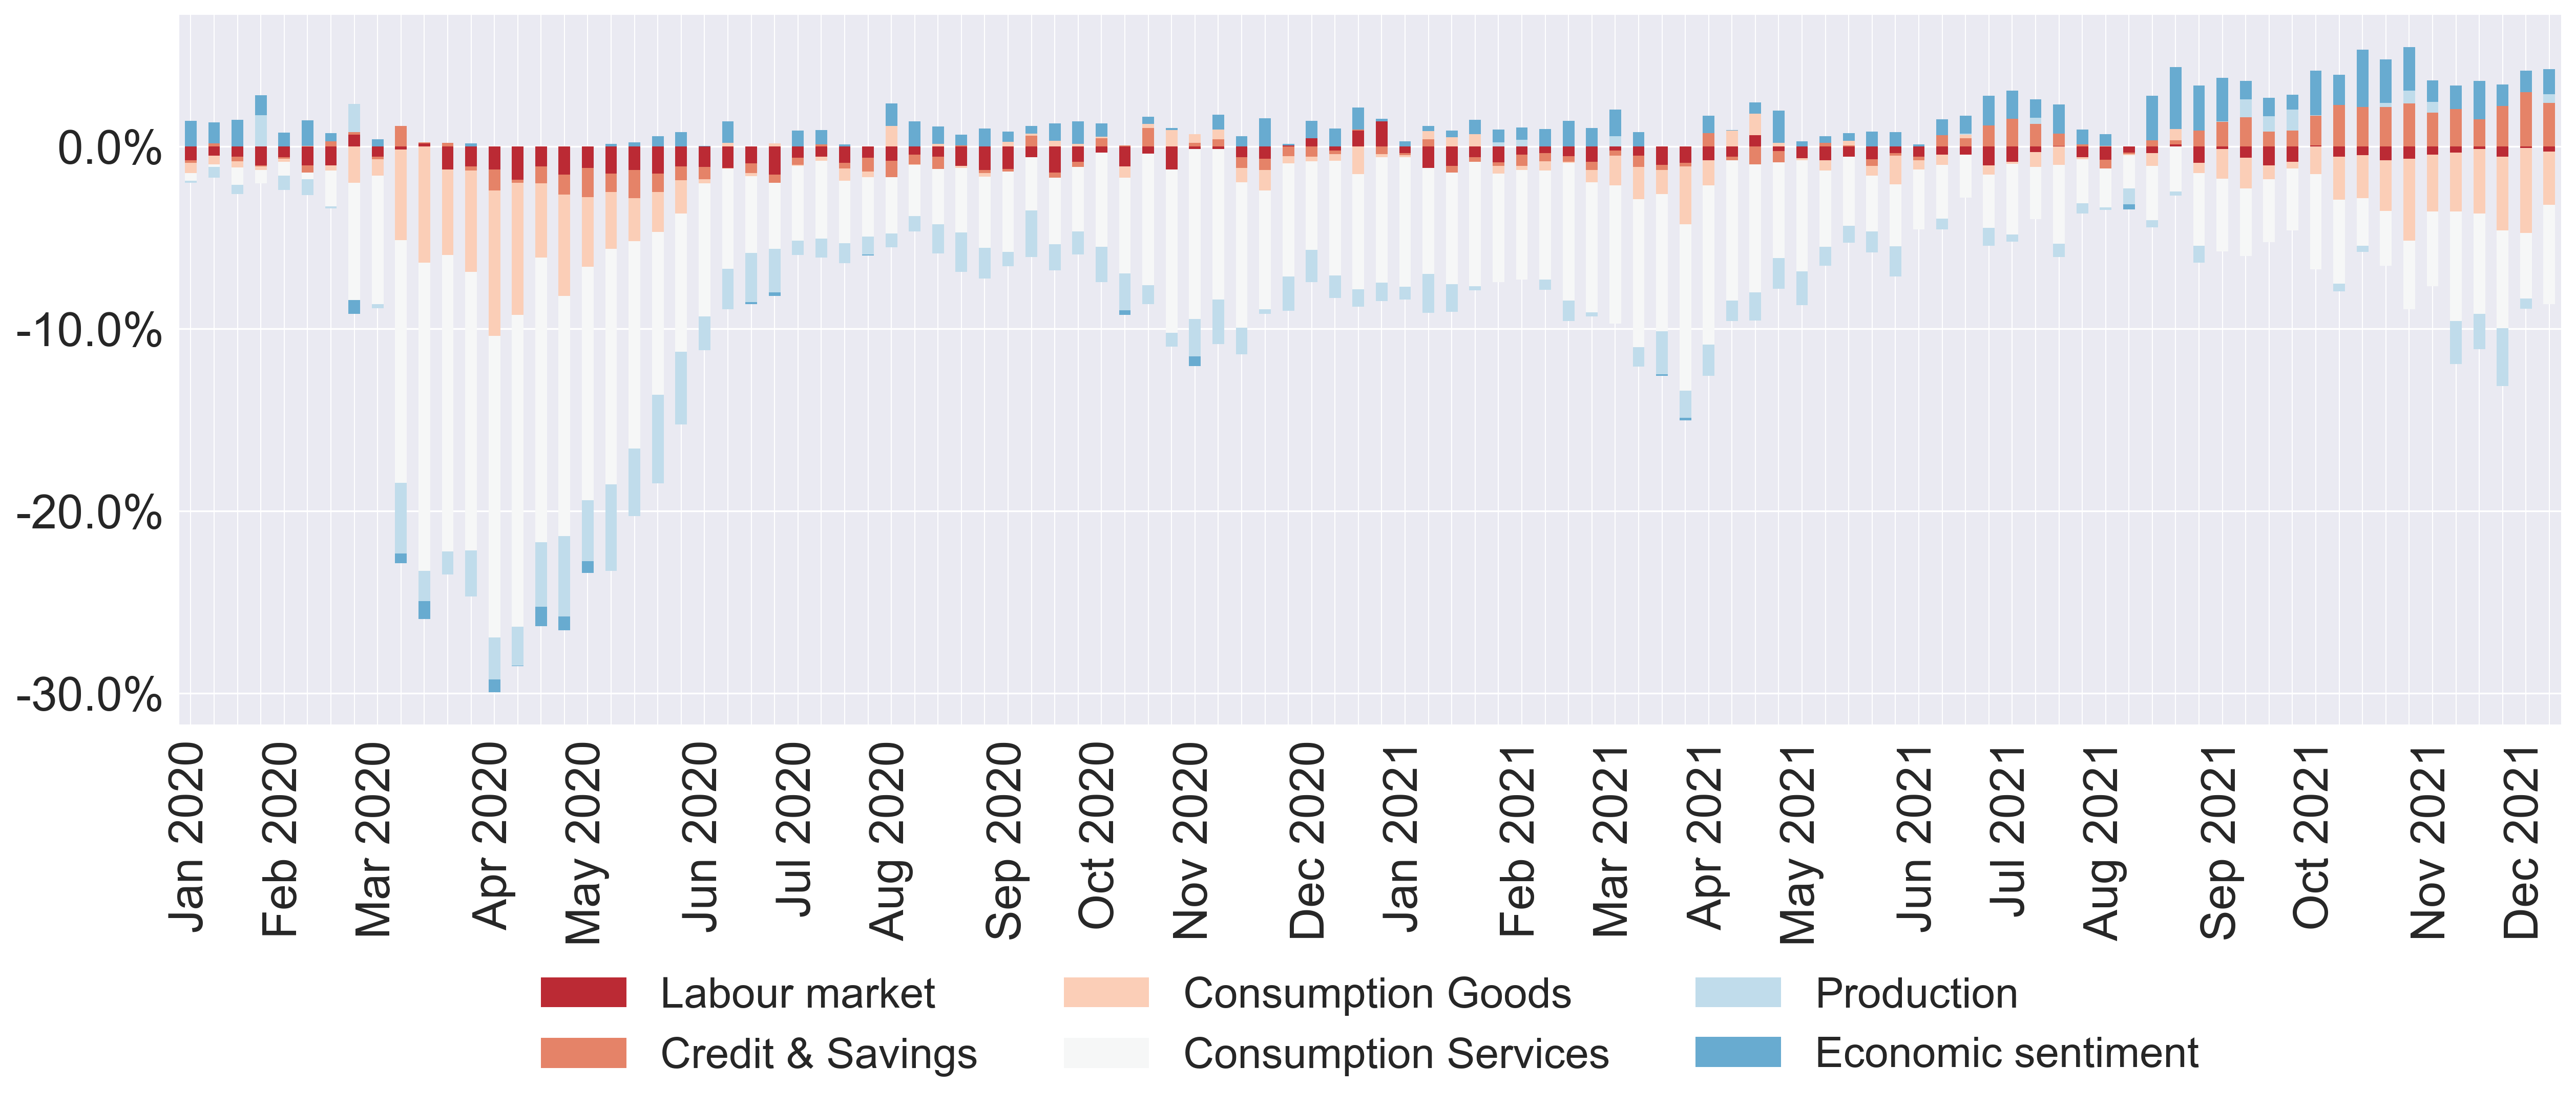 0.0%
-10.0%
-20.0%
-30.0%
Jan 2020
Feb 2020
Mar 2020
Apr 2020
May 2020
Jun 2020
Jul 2020
Aug 2020
Sep 2020
Oct 2020
Nov 2020
Dec 2020
Jan 2021
Feb 2021
Mar 2021
Apr 2021
May 2021
Jun 2021
Jul 2021
Aug 2021
Sep 2021
Oct 2021
Nov 2021
Dec 2021
Labour market
Credit & Savings
Consumption Goods
Consumption Services
Production
Economic sentiment